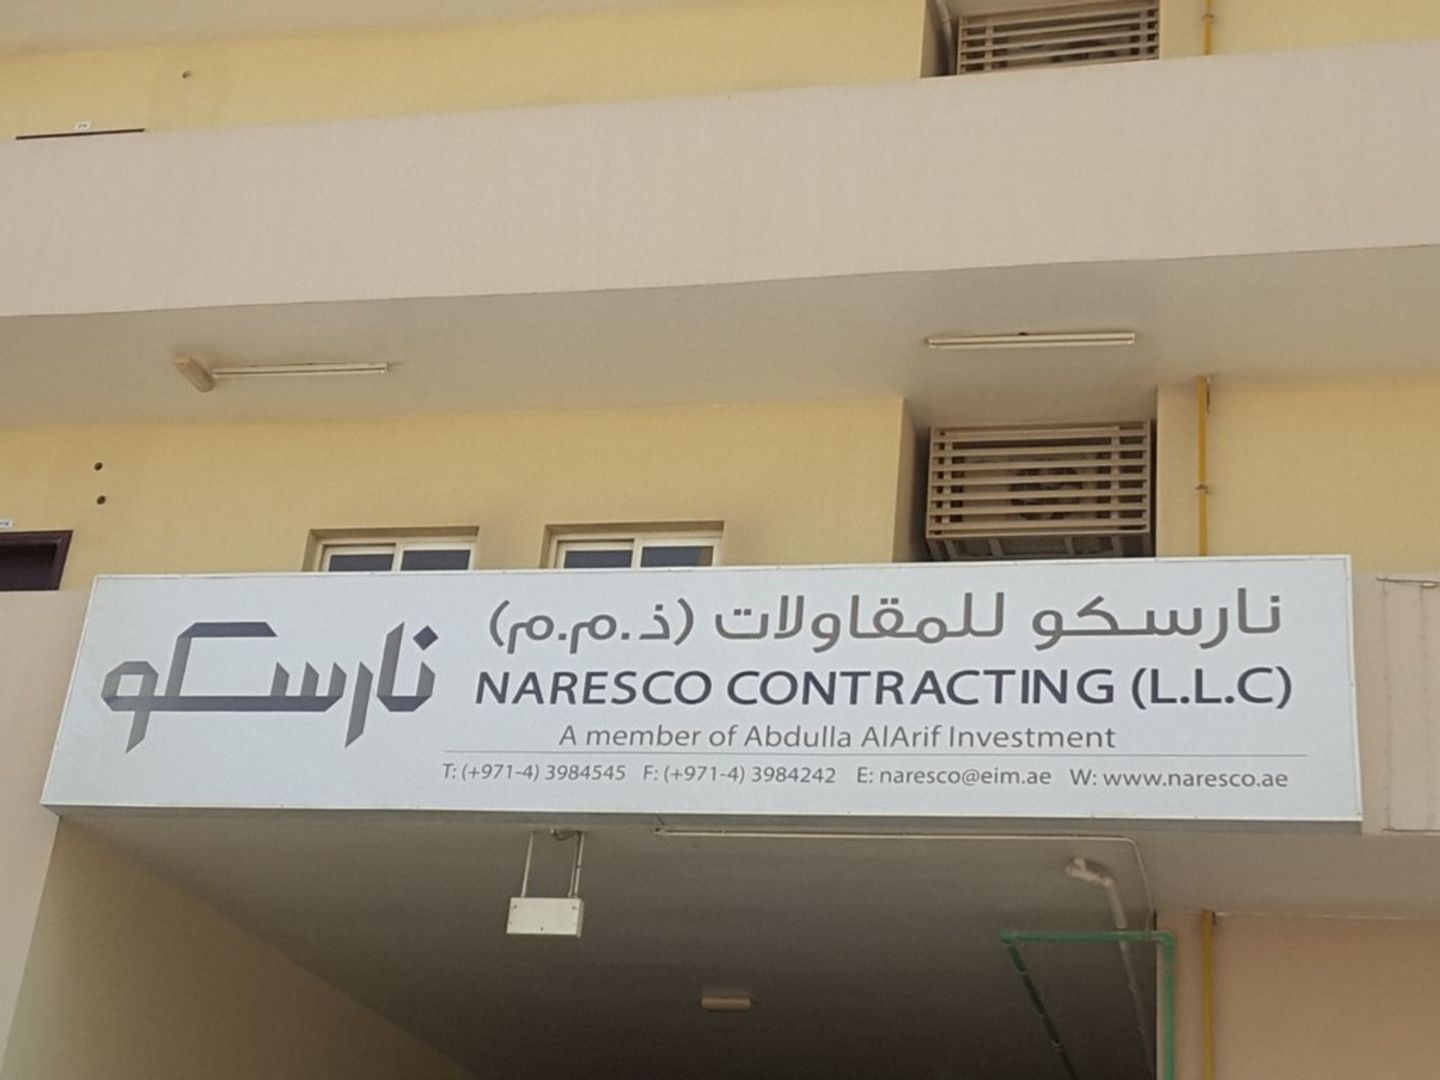 نارسكو
نارسكو للمقاولات (ذ.م.م)
NARESCO CONTRACTING (L.L.C)
A member of Abdulla AlArif Investment
T: (+971-4) 3984545 F: (+971-4) 3984242 E: naresco@eim.ae W: www.naresco.ae